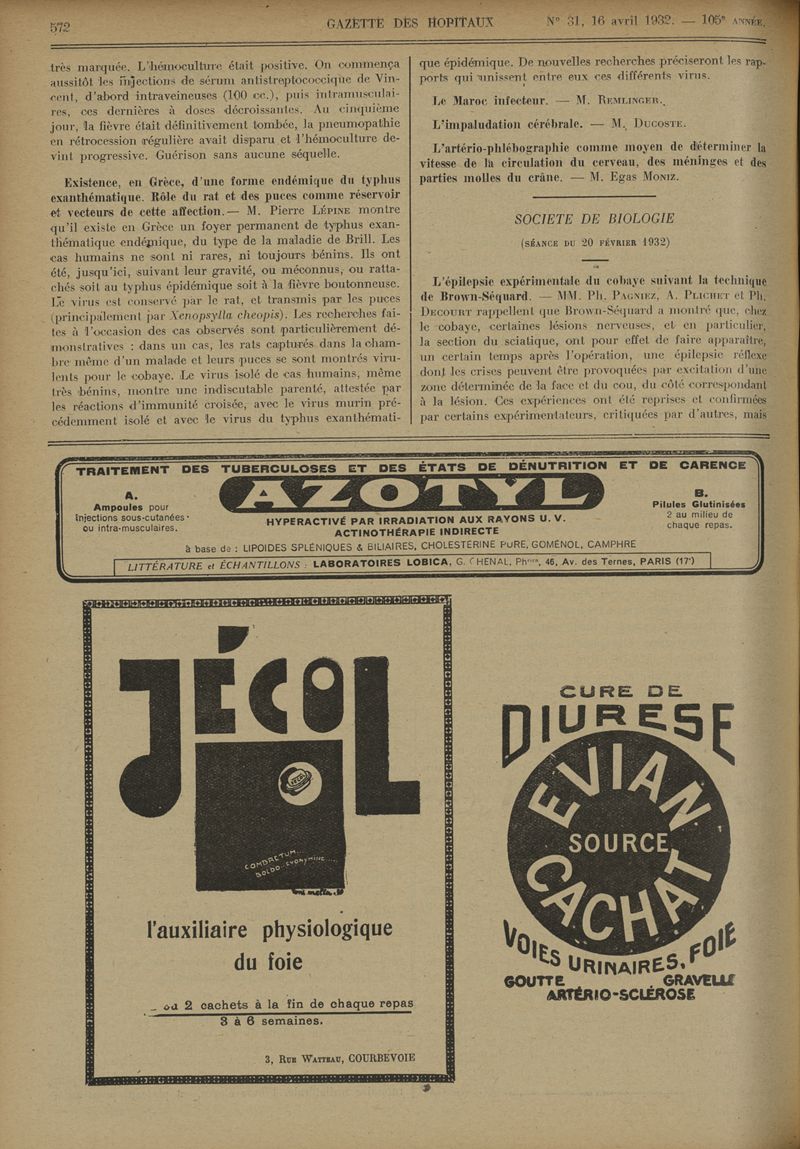 572
GAZETTE DES HOPITAUX
N° 31, 16 avril 1932. — 105e ANNÉE.
très marquée. L'hémoculture était positive. On commença
aussitôt les injections de sérum antistreptococcique de Vin-
cent, d'abord intraveineuses (100 cc.), puis intramusculai-
res, ces dernières à doses décroissantes. Au cinquième
jour, la fièvre était définitivement tombée, la pneumopathie
en rétrocession régulière avait disparu et l'hémoculture de-
vint progressive. Guérison sans aucune séquelle.
Existence, en Grèce, d'une forme endémique du typhus
exanthématique. Rôle du rat et des puces comme réservoir
et vecteurs de cette affection. — M. Pierre LÉPINE montre
qu'il existe en Grèce un foyer permanent de typhus exan-
thématique endémique, du type de la maladie de Brill. Les
cas humains ne sont ni rares, ni toujours bénins. Ils ont
été, jusqu'ici, suivant leur gravité, ou méconnus, ou ratta-
chés soit au typhus épidémique soit à la fièvre boutonneuse.
Le virus est conservé par le rat, et transmis par les puces
(principalement par Xenopsylla cheopis). Les recherches fai-
tes à l'occasion des cas observés sont particulièrement dé-
monstratives : dans un cas, les rats capturés dans la cham-
bre même d'un malade et leurs puces se sont montrés viru-
lents pour le cobaye. Le virus isolé de cas humains, même
très bénins, montre une indiscutable parenté, attestée par
les réactions d'immunité croisée, avec le virus murin pré-
cédemment isolé et avec le virus du typhus exanthémati-
que épidémique. De nouvelles recherches préciseront les rap-
ports qui unissent entre eux ces différents virus.
Le Maroc infecteur. — M. REMLINGER.
L'impaludation cérébrale. — M. DUCOSTE.
L'artério-phlébographie comme moyen de déterminer la
vitesse de la circulation du cerveau, des méninges et des
parties molles du crâne. — M. EGAS MONIZ.
SOCIETE DE BIOLOGIE
(SÉANCE DU 20 FÉVRIER 1932)
L'épilepsie expérimentale du cobaye suivant la technique
de Brown-Séquard. — MM. Ph. PAGNIEZ, A. PLICHET et Ph.
DECOURT rappellent que Brown-Séquard a montré que, chez
le cobaye, certaines lésions nerveuses, et en particulier,
la section du sciatique, ont pour effet de faire apparaître,
un certain temps après l'opération, une épilepsie réflexe
dont les crises peuvent être provoquées par excitation d'une
zone déterminée de la face et du cou, du côté correspondant
à la lésion. Ces expériences ont été reprises et confirmées
par certains expérimentateurs, critiquées par d'autres, mais
TRAITEMENT DES TUBERCULOSES ET DES ÉTATS DE DÉNUTRITION ET DE CARENCE
A.
Ampoules pour
Injections sous-cutanées
ou intra-musculaires.
AZOTYL
HYPERACTIVÉ PAR IRRADIATION AUX RAYONS U. V.
ACTINOTHÉRAPIE INDIRECTE
B.
Pilules Glutinisées
2 au milieu de
chaque repas.
à base de : LIPOIDES SPLÉNIQUES & BILIAIRES, CHOLESTÉRINE PURE, GOMÉNOL, CAMPHRE
LITTÉRATURE et ÉCHANTILLONS : LABORATOIRES LOBICA, G. CHENAL, Phcien, 46, Av. des Ternes, PARIS (17e)
JÉCOL
COMBRETUM...
BOLDO...EVONYMINE....
l'auxiliaire physiologique
du foie
ou 2 cachets à la fin de chaque repas
3 à 6 semaines.
3, RUE WATTEAU, COURBEVOIE
CURE DE
DIURESE
EVIAN
SOURCE
CACHAT
VOIES URINAIRES, FOIE
GOUTTE GRAVELLE
ARTÉRIO-SCLÉROSE